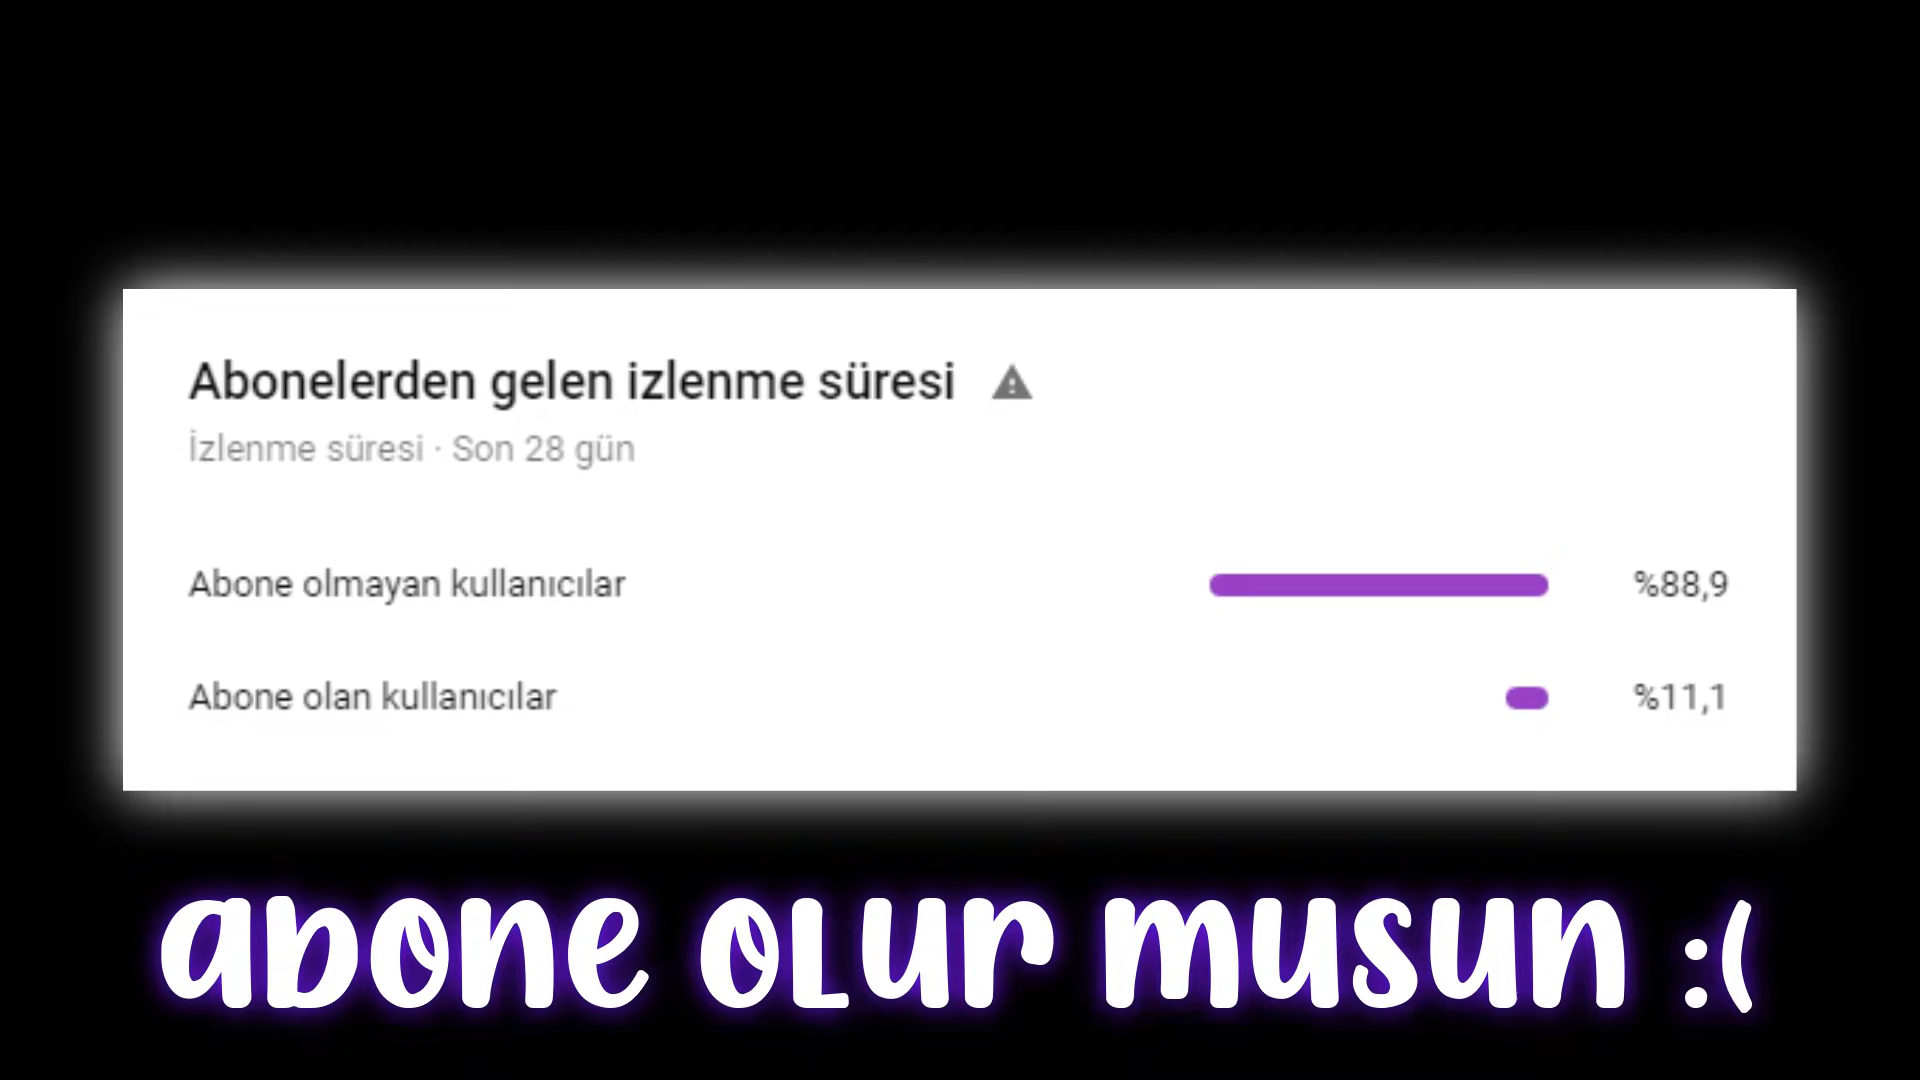 Abonelerden gelen izlenme süresi
İzlenme süresi · Son 28 gün
Abone olmayan kullanıcılar %88,9
Abone olan kullanıcılar %11,1
abone olur musun :(